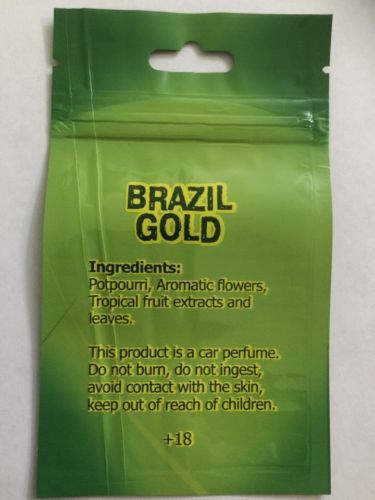 BRAZIL
GOLD
Ingredients:
Potpourri, Aromatic flowers,
Tropical fruit extracts and
leaves.
This product is a car perfume.
Do not burn, do not ingest,
avoid contact with the skin,
keep out of reach of children.
+18